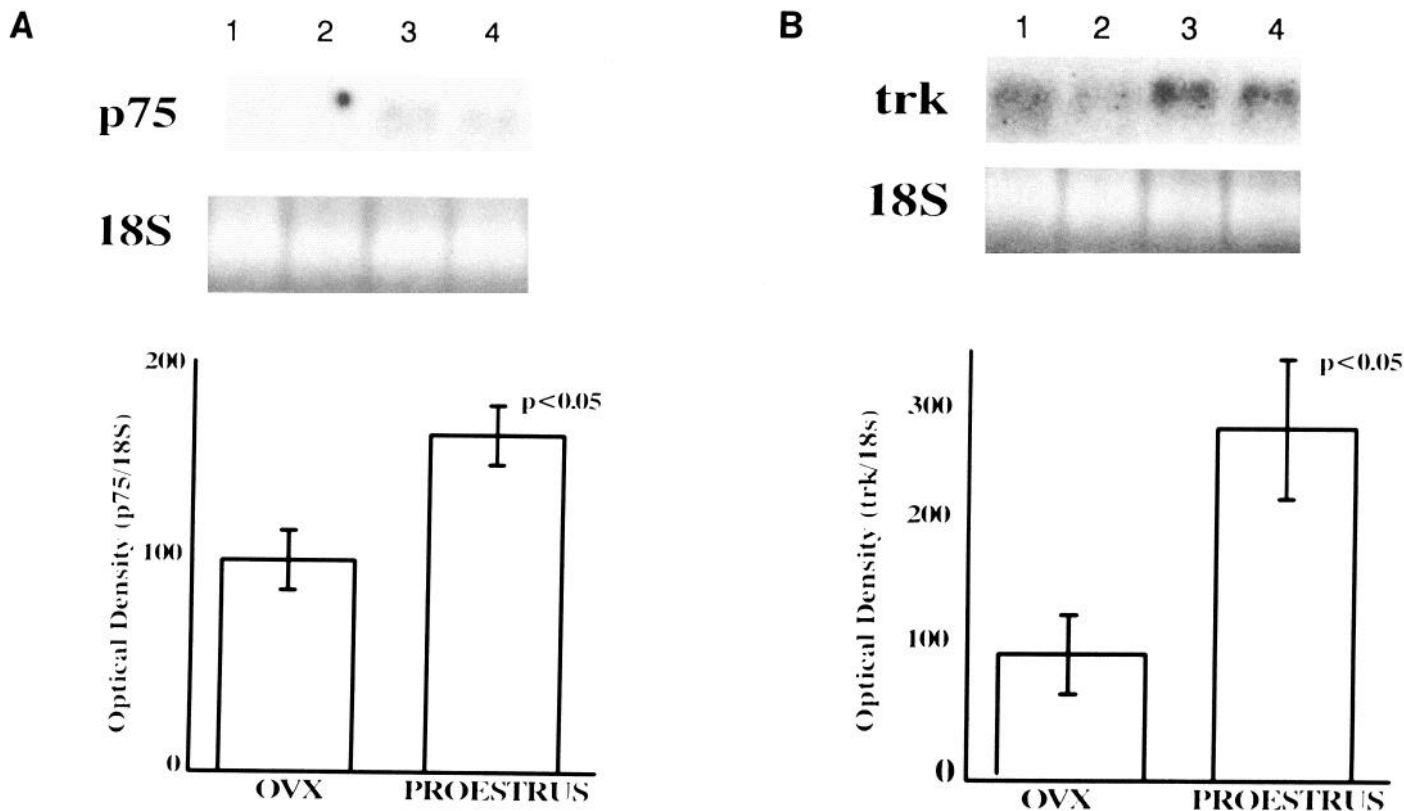 A
1 2 3 4
p75
18S
200
100
0
Optical Density (p75/18S)
p<0.05
OVX PROESTRUS
B
1 2 3 4
trk
18S
300
200
100
0
Optical Density (trk/18s)
p<0.05
OVX PROESTRUS